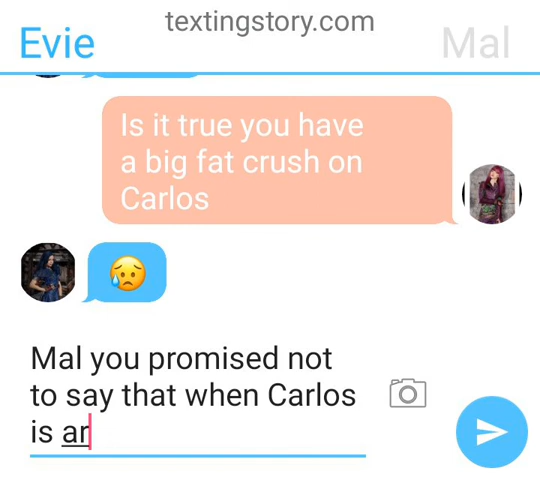 textingstory.com
Evie
Mal
Is it true you have
a big fat crush on
Carlos
Mal you promised not
to say that when Carlos
is ar